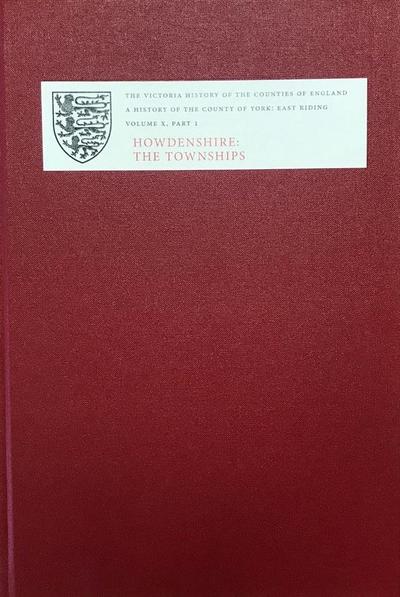 THE VICTORIA HISTORY OF THE COUNTIES OF ENGLAND
A HISTORY OF THE COUNTY OF YORK: EAST RIDING
VOLUME X, PART 1
HOWDENSHIRE:
THE TOWNSHIPS